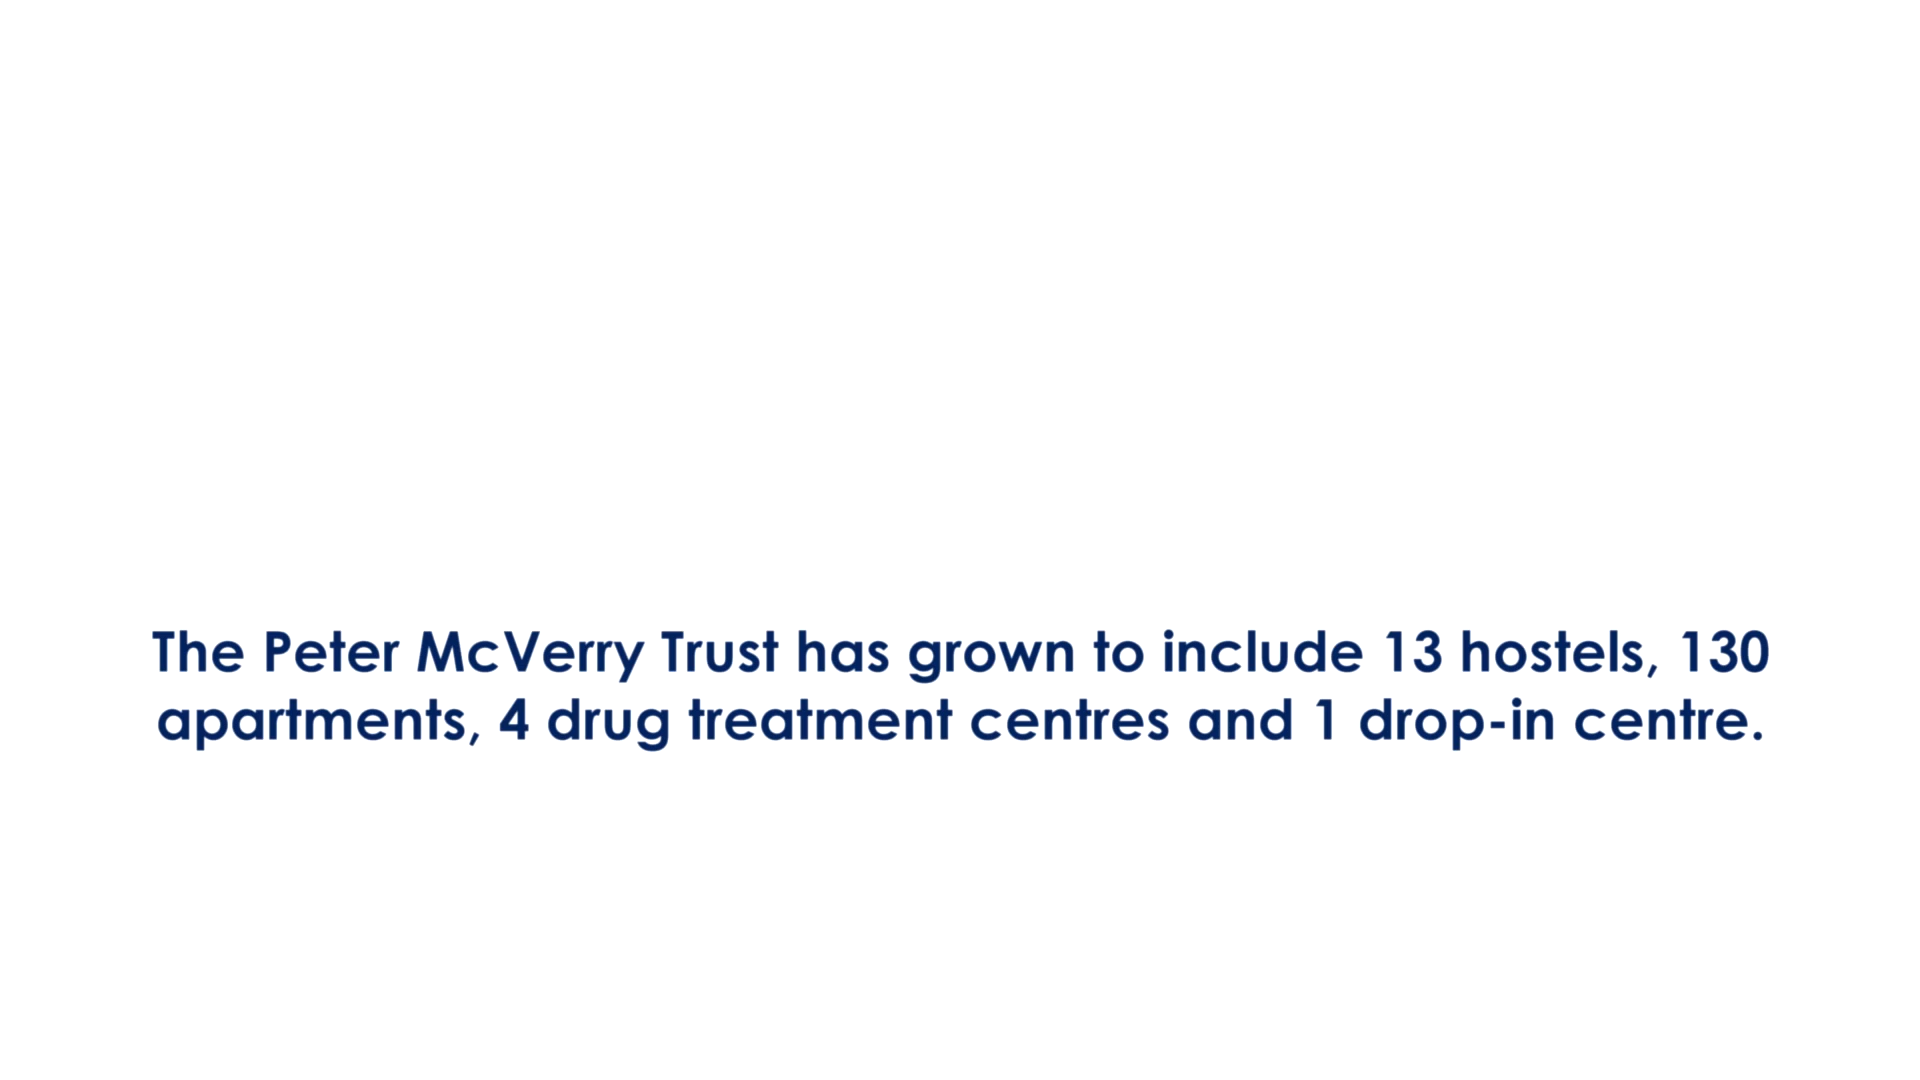 The Peter McVerry Trust has grown to include 13 hostels, 130
apartments, 4 drug treatment centres and 1 drop-in centre.